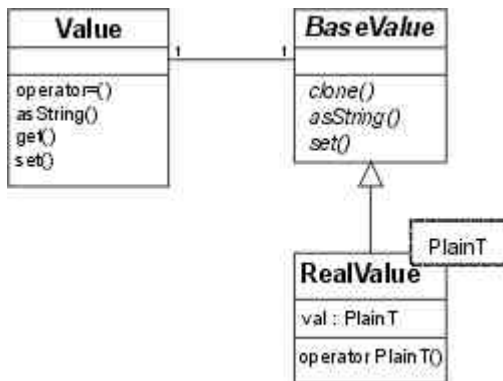 Value
1
operator=()
asString()
get()
set()
1
BaseValue
clone()
asString()
set()
PlainT
RealValue
val : PlainT
operator PlainT()